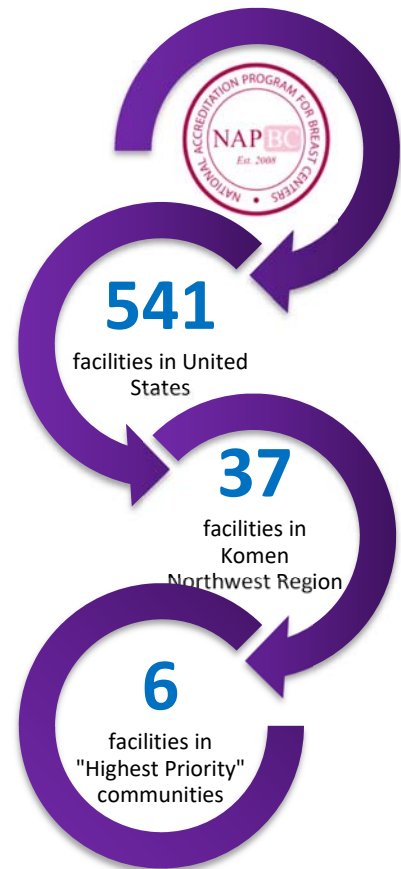 NATIONAL ACCREDITATION PROGRAM FOR BREAST CENTERS
NAPBC
Est. 2008
541
facilities in United
States
37
facilities in
Komen
Northwest Region
6
facilities in
"Highest Priority"
communities